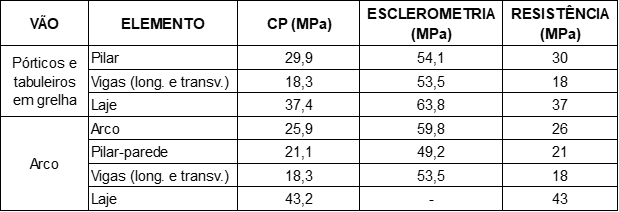 VÃO ELEMENTO CP (MPa) ESCLEROMETRIA (MPa) RESISTÊNCIA (MPa)
Pórticos e tabuleiros em grelha Pilar 29,9 54,1 30
Vigas (long. e transv.) 18,3 53,5 18
Laje 37,4 63,8 37
Arco Arco 25,9 59,8 26
Pilar-parede 21,1 49,2 21
Vigas (long. e transv.) 18,3 53,5 18
Laje 43,2 - 43